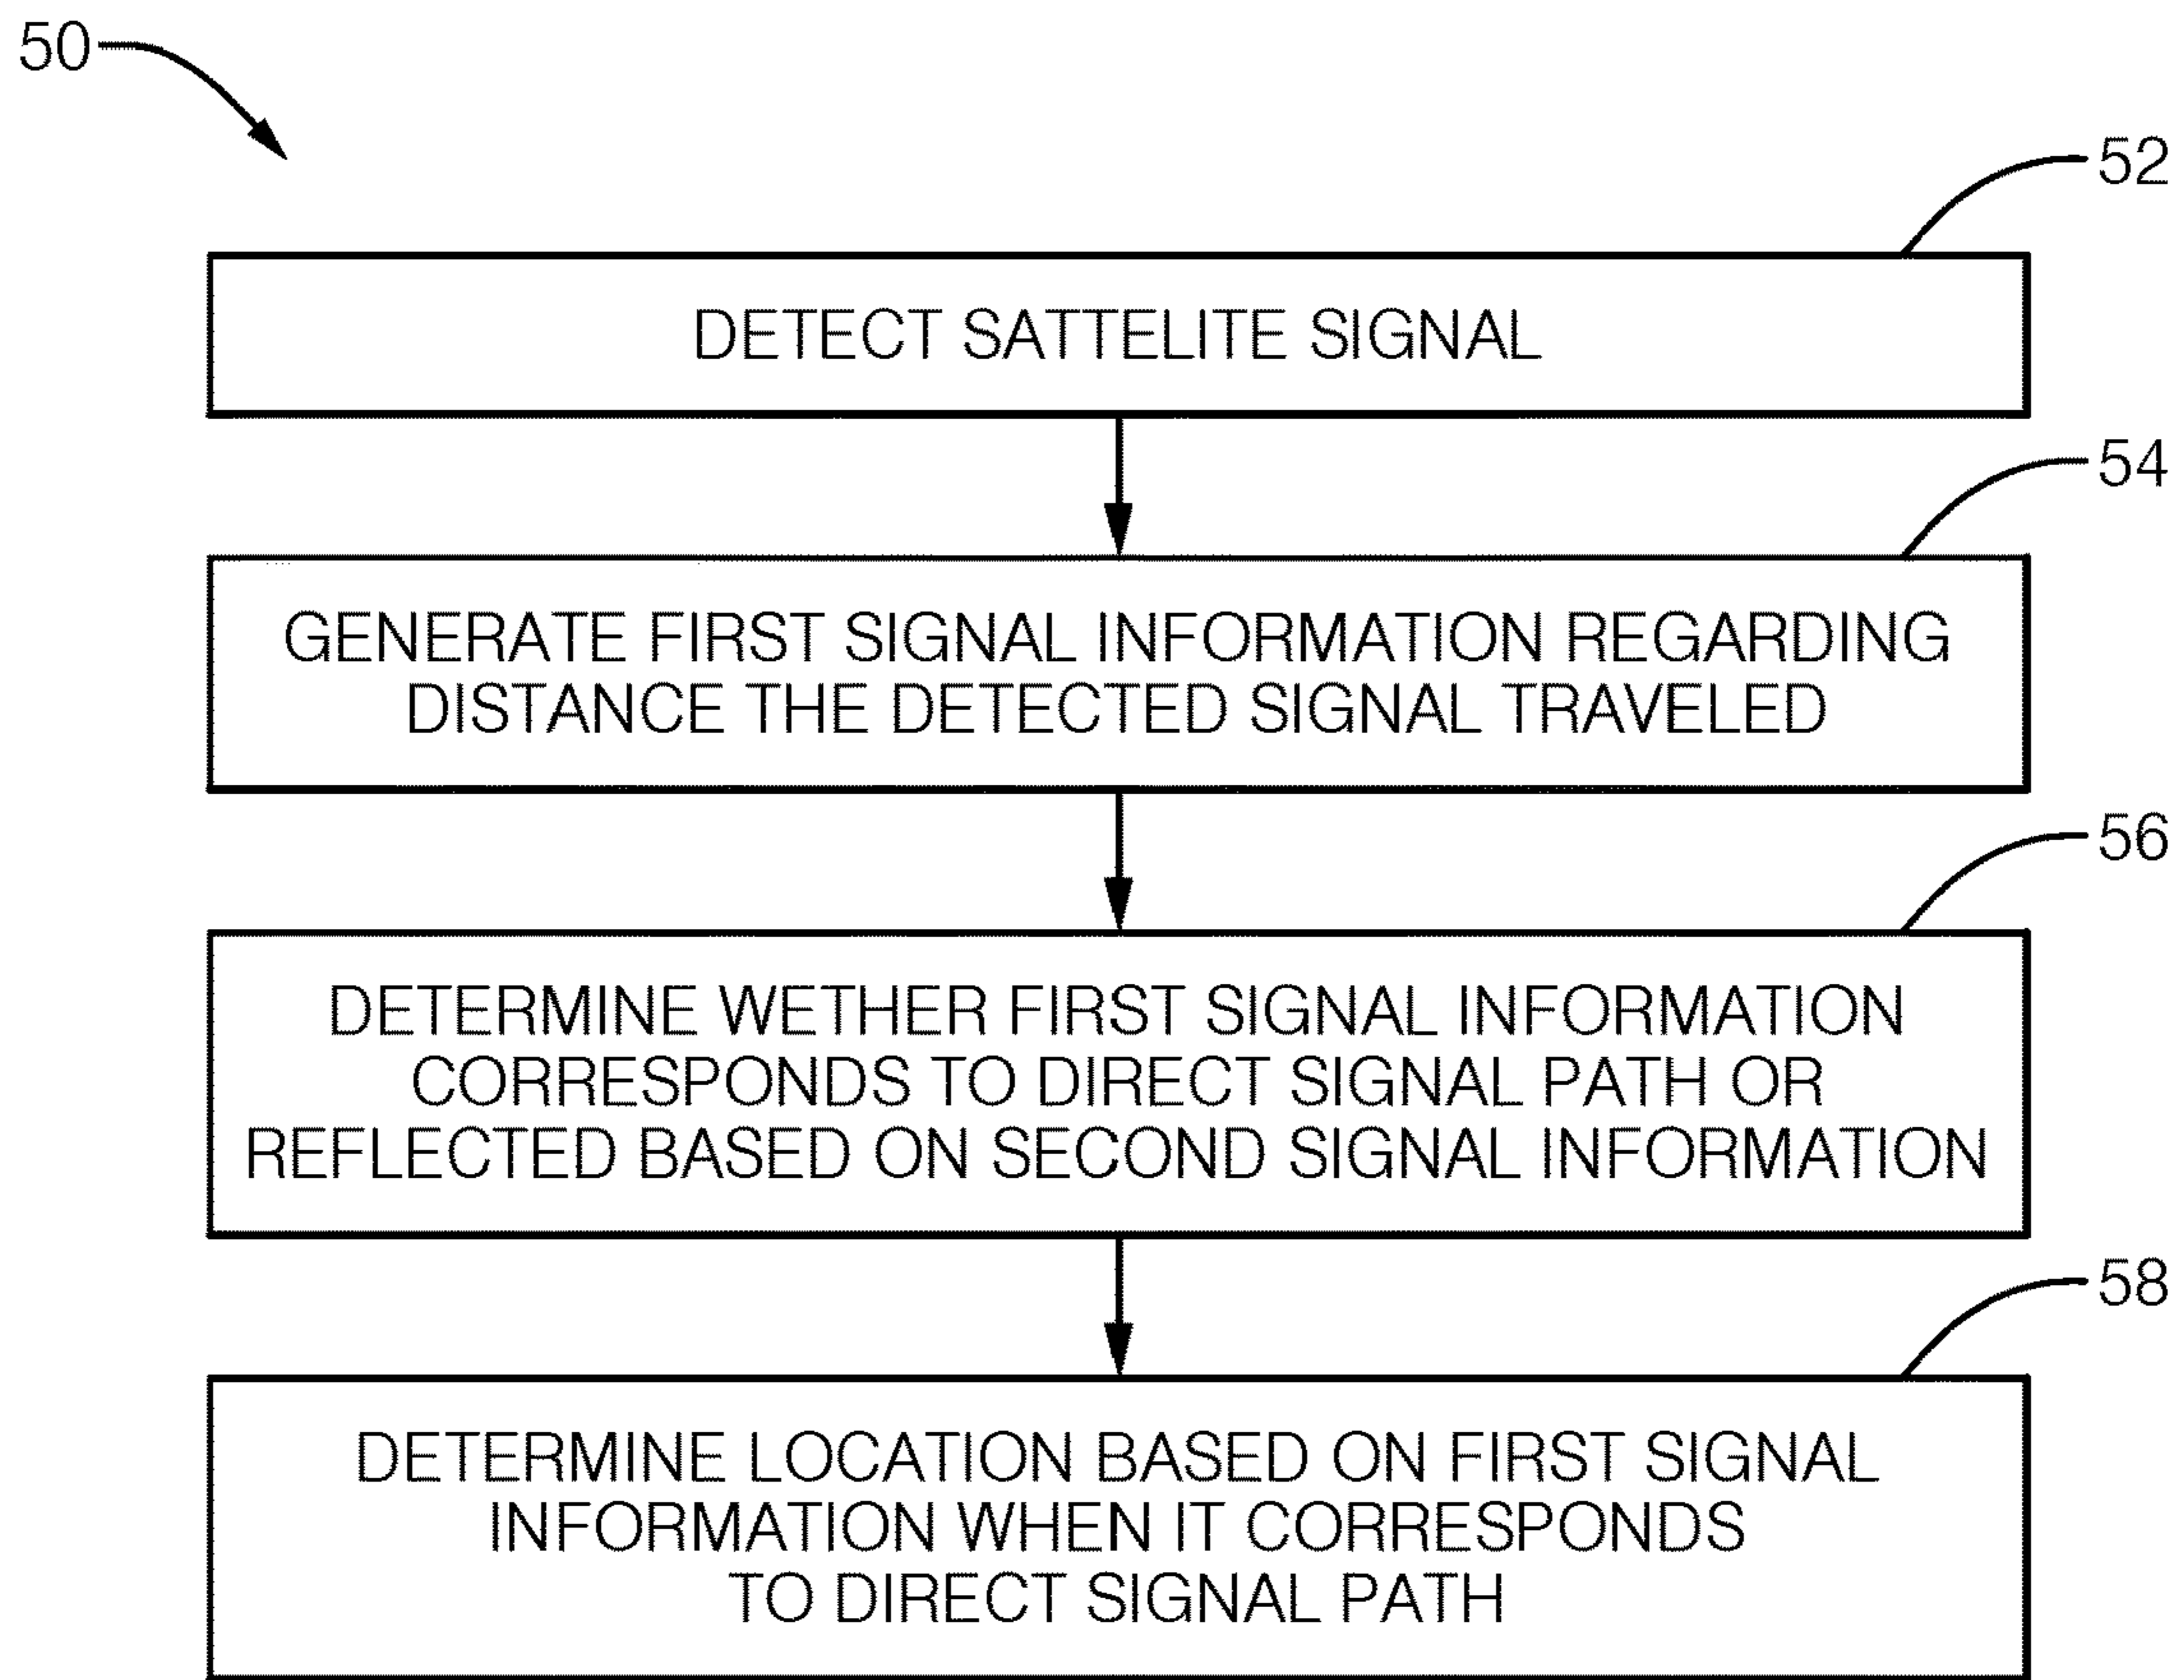 50
52
DETECT SATTELITE SIGNAL
54
GENERATE FIRST SIGNAL INFORMATION REGARDING
DISTANCE THE DETECTED SIGNAL TRAVELED
56
DETERMINE WETHER FIRST SIGNAL INFORMATION
CORRESPONDS TO DIRECT SIGNAL PATH OR
REFLECTED BASED ON SECOND SIGNAL INFORMATION
58
DETERMINE LOCATION BASED ON FIRST SIGNAL
INFORMATION WHEN IT CORRESPONDS
TO DIRECT SIGNAL PATH